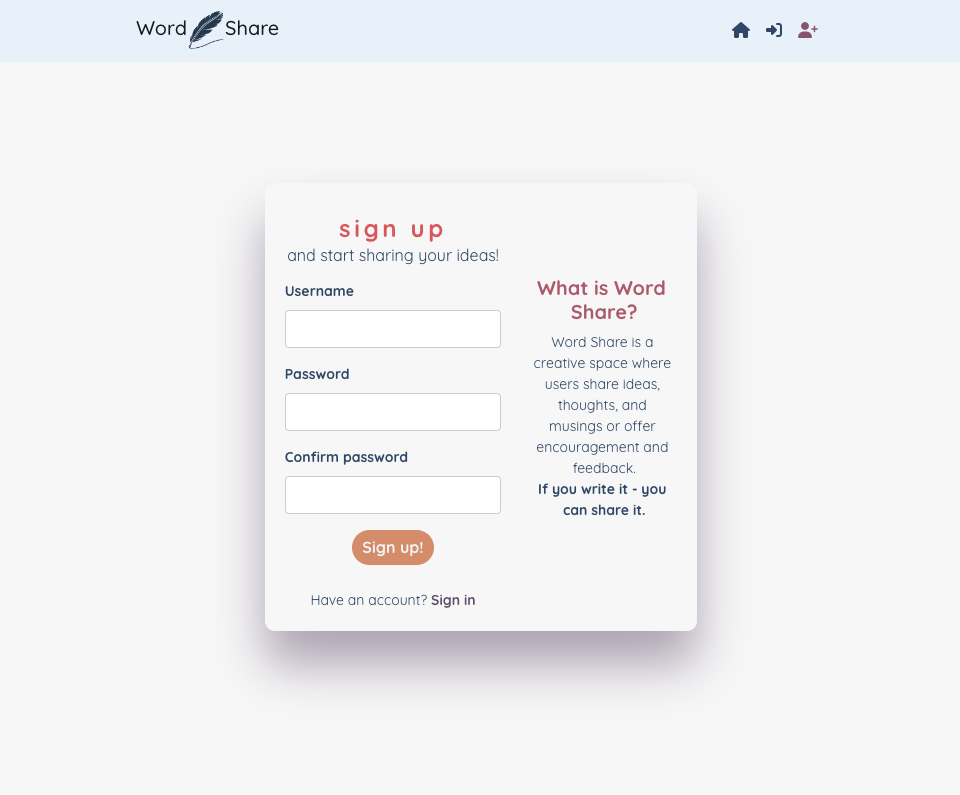 Word Share
sign up
and start sharing your ideas!
Username
Password
Confirm password
Sign up!
Have an account? Sign in
What is Word
Share?
Word Share is a
creative space where
users share ideas,
thoughts, and
musings or offer
encouragement and
feedback.
If you write it - you
can share it.